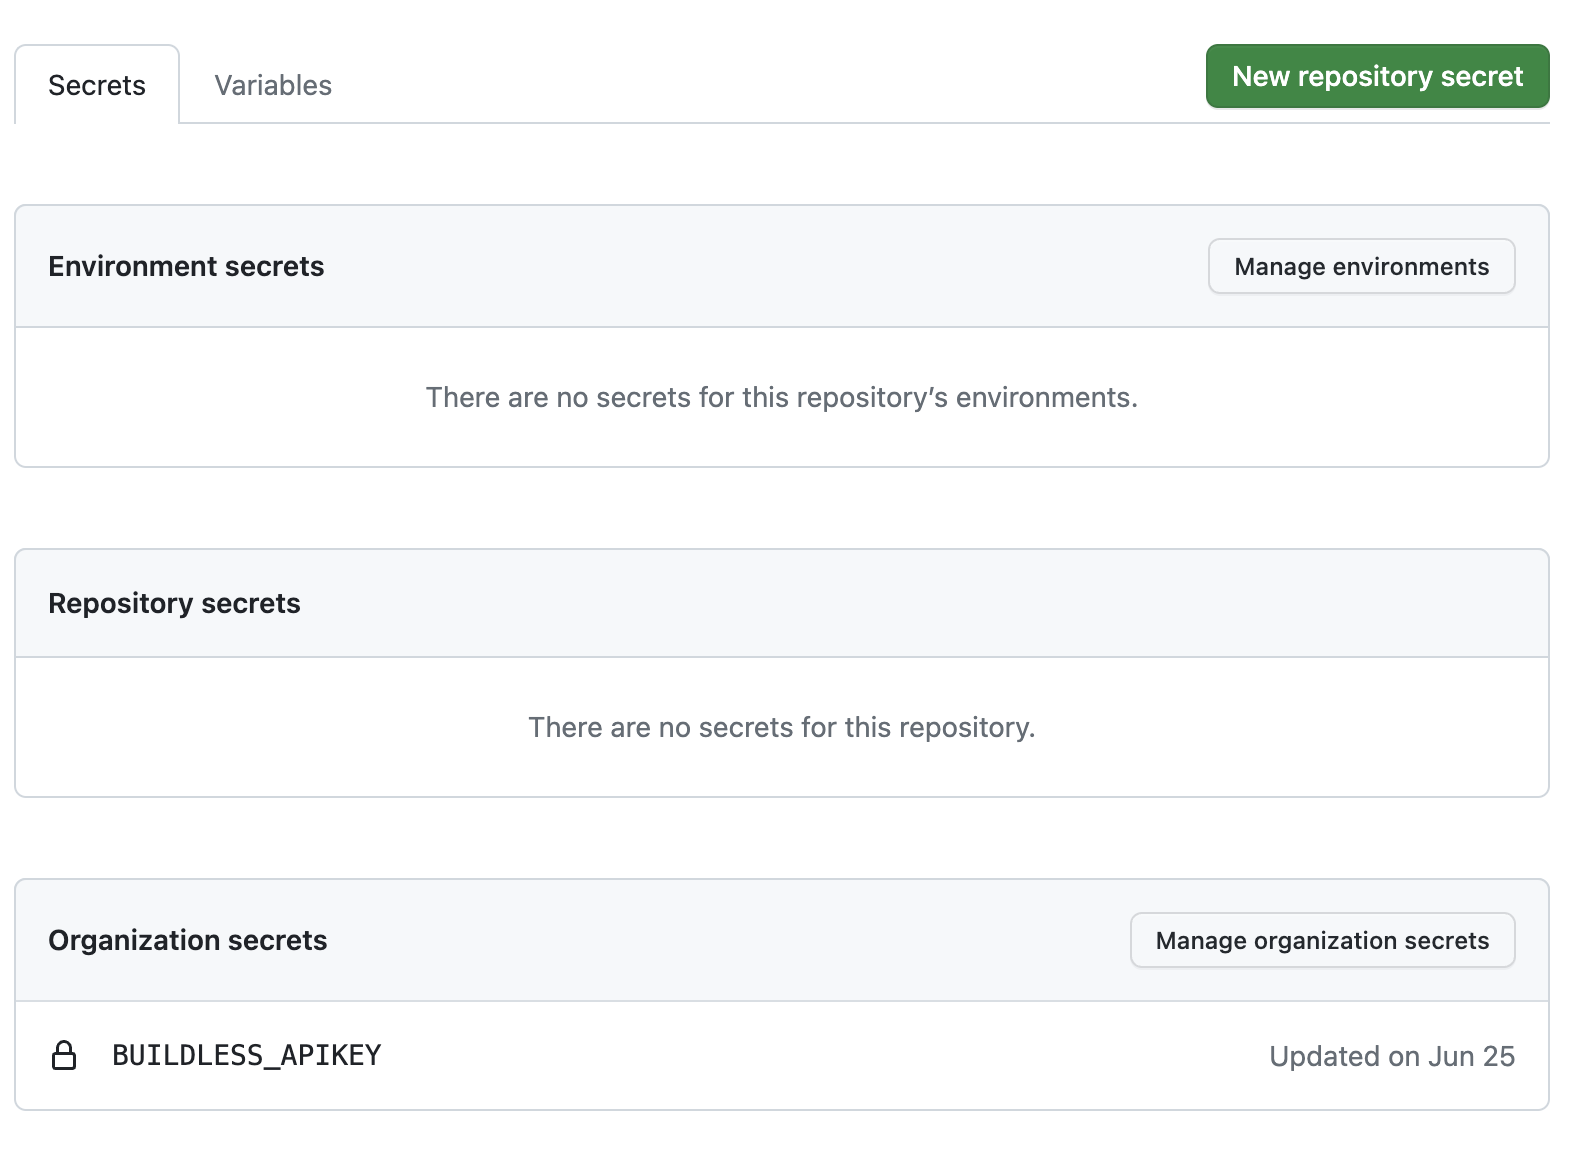 Secrets
Variables
New repository secret
Environment secrets
Manage environments
There are no secrets for this repository’s environments.
Repository secrets
There are no secrets for this repository.
Organization secrets
Manage organization secrets
BUILDLESS_APIKEY
Updated on Jun 25